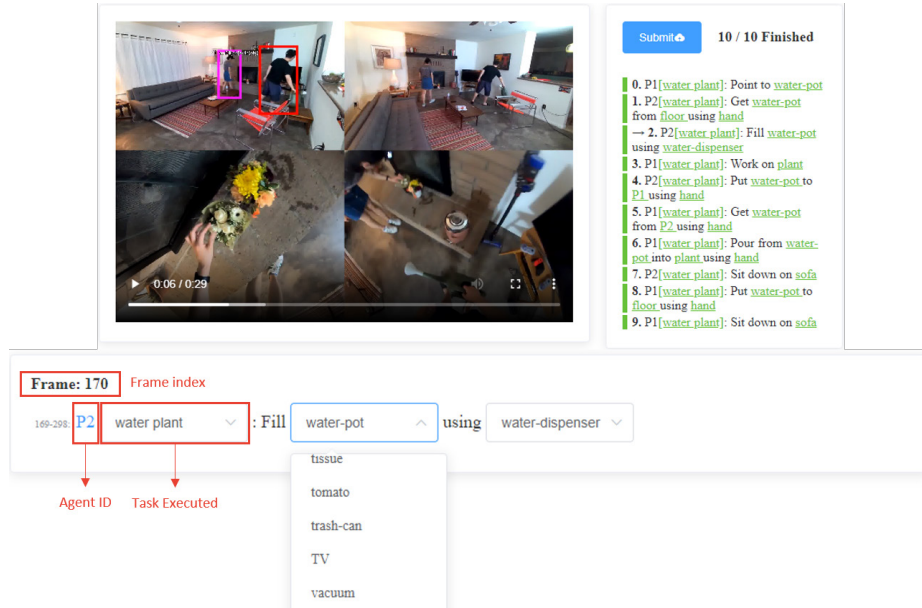 Submit
10 / 10 Finished
0. P1[water plant]: Point to water-pot
1. P2[water plant]: Get water-pot
from floor using hand
→ 2. P2[water plant]: Fill water-pot
using water-dispenser
3. P1[water plant]: Work on plant
4. P2[water plant]: Put water-pot to
P1 using hand
5. P1[water plant]: Get water-pot
from P2 using hand
6. P1[water plant]: Pour from water-
pot into plant using hand
7. P2[water plant]: Sit down on sofa
8. P1[water plant]: Put water-pot to
floor using hand
9. P1[water plant]: Sit down on sofa
0:06 / 0:29
Frame: 170
Frame index
169-298: P2 water plant : Fill water-pot using water-dispenser
Agent ID
Task Executed
tissue
tomato
trash-can
TV
vacuum